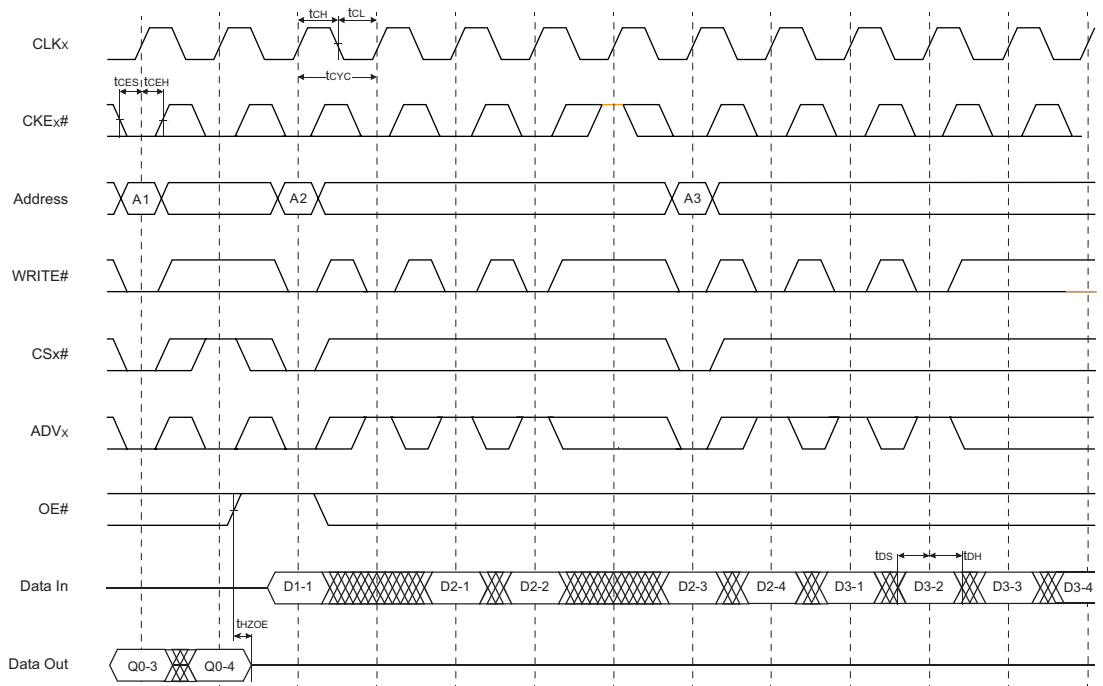 tCH tCL
CLKx
tCYC
tCES tCEH
CKEx#
Address A1 A2 A3
WRITE#
CSx#
ADVx
OE#
tDS tDH
Data In D1-1 D2-1 D2-2 D2-3 D2-4 D3-1 D3-2 D3-3 D3-4
tHZOE
Data Out Q0-3 Q0-4